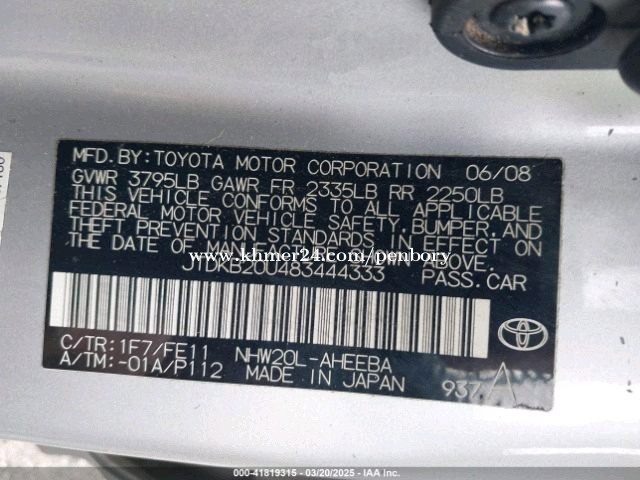 MFD.BY:TOYOTA MOTOR CORPORATION 06/08
GVWR 3795LB GAWR FR 2335LB RR 2250LB
THIS VEHICLE CONFORMS TO ALL APPLICABLE
FEDERAL MOTOR VEHICLE SAFETY, BUMPER, AND
THEFT PREVENTION STANDARDS IN EFFECT ON
THE DATE OF MANUFACTURE SHOWN ABOVE.
www.khmer24.com/premiumparts
JTDKB20U483444333 PASS.CAR
C/TR:1F7/FE11 NHW20L-AHEEBA
A/TM:-01A/P112 MADE IN JAPAN 937 A
TOYOTA
000-41819315 - 03/20/2025 - IAA Inc.